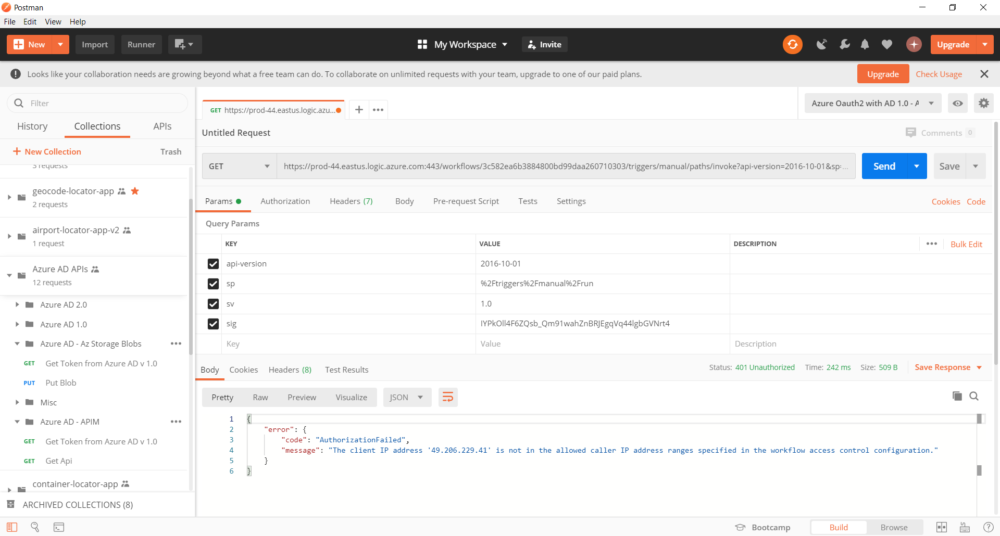 Postman
File Edit View Help
New Import Runner My Workspace Invite Upgrade
Looks like your collaboration needs are growing beyond what a free team can do. To collaborate on unlimited requests with your team, upgrade to one of our paid plans. Upgrade Check Usage
Filter
History Collections APIs
New Collection Trash
3 requests
geocode-locator-app
2 requests
airport-locator-app-v2
1 request
Azure AD APIs
12 requests
Azure AD 2.0
Azure AD 1.0
Azure AD - Az Storage Blobs
GET Get Token from Azure AD v 1.0
PUT Put Blob
Misc
Azure AD - APIM
GET Get Token from Azure AD v 1.0
GET Get Api
container-locator-app
ARCHIVED COLLECTIONS (8)
GET https://prod-44.eastus.logic.azu...
Azure Oauth2 with AD 1.0 - A
Untitled Request
Comments 0
GET https://prod-44.eastus.logic.azure.com:443/workflows/3c582ea6b3884800bd99daa260710303/triggers/manual/paths/invoke?api-version=2016-10-01&sp=... Send Save
Params Authorization Headers (7) Body Pre-request Script Tests Settings Cookies Code
Query Params
KEY VALUE DESCRIPTION Bulk Edit
api-version 2016-10-01
sp %2Ftriggers%2Fmanual%2Frun
sv 1.0
sig IYPkOll4F6ZQsb_Qm91wahZnBRJEgqVq44lgbGVNrt4
Key Value Description
Body Cookies Headers (8) Test Results Status: 401 Unauthorized Time: 242 ms Size: 509 B Save Response
Pretty Raw Preview Visualize JSON
1 {
2 "error": {
3 "code": "AuthorizationFailed",
4 "message": "The client IP address '49.206.229.41' is not in the allowed caller IP address ranges specified in the workflow access control configuration."
5 }
6 }
Bootcamp Build Browse